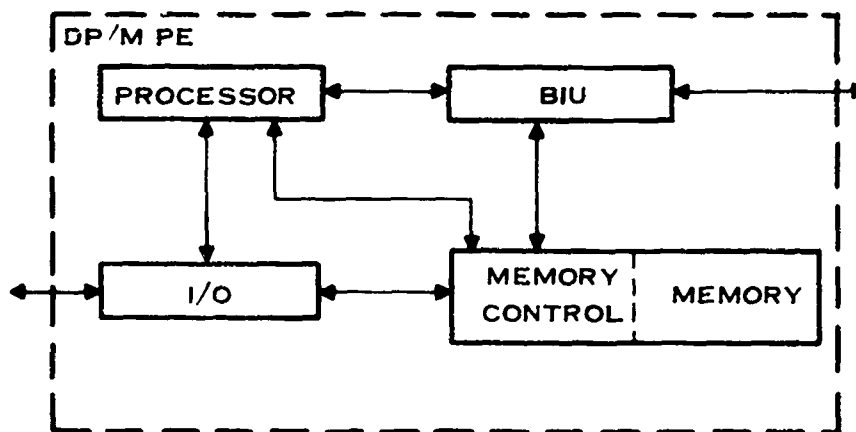 DP/M PE
PROCESSOR
BIU
I/O
MEMORY
CONTROL
MEMORY